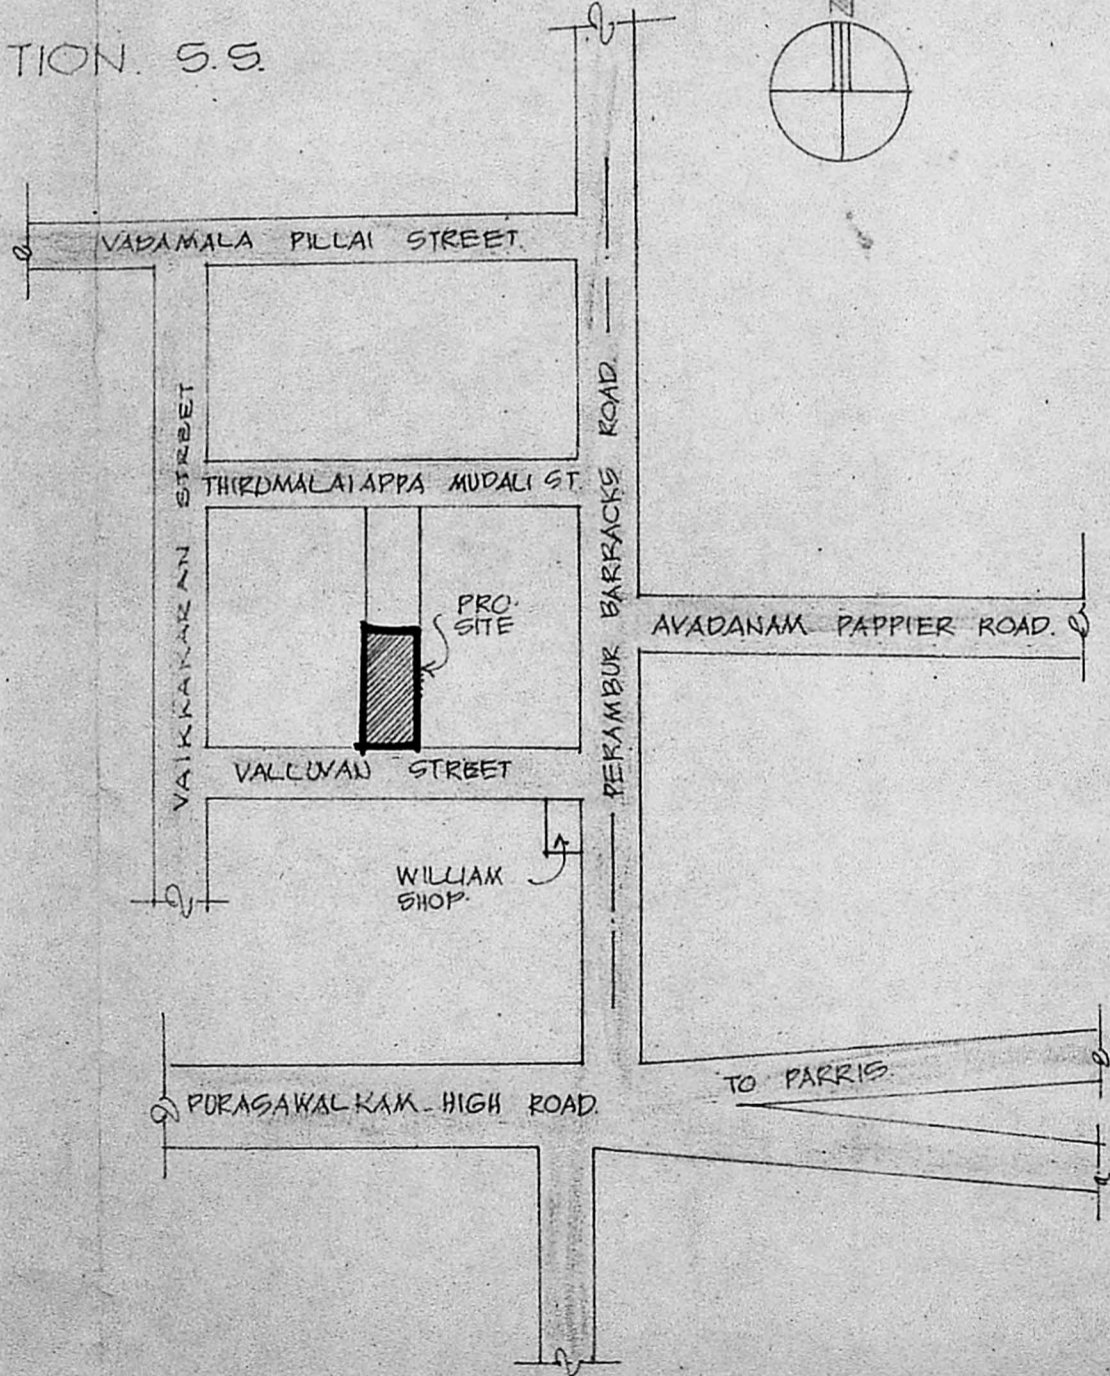 TION. S.S.
Z
VADAMALA PILLAI STREET.
VAIKKAKARAN STREET
THIRUMALAIAPPA MUDALI ST.
PERAMBUR BARRACKS ROAD.
PRO.
SITE
AVADANAM PAPPIER ROAD.
VALLUVAN STREET
WILLIAM
SHOP.
TO PARRIS
PURASAWALKAM-HIGH ROAD.